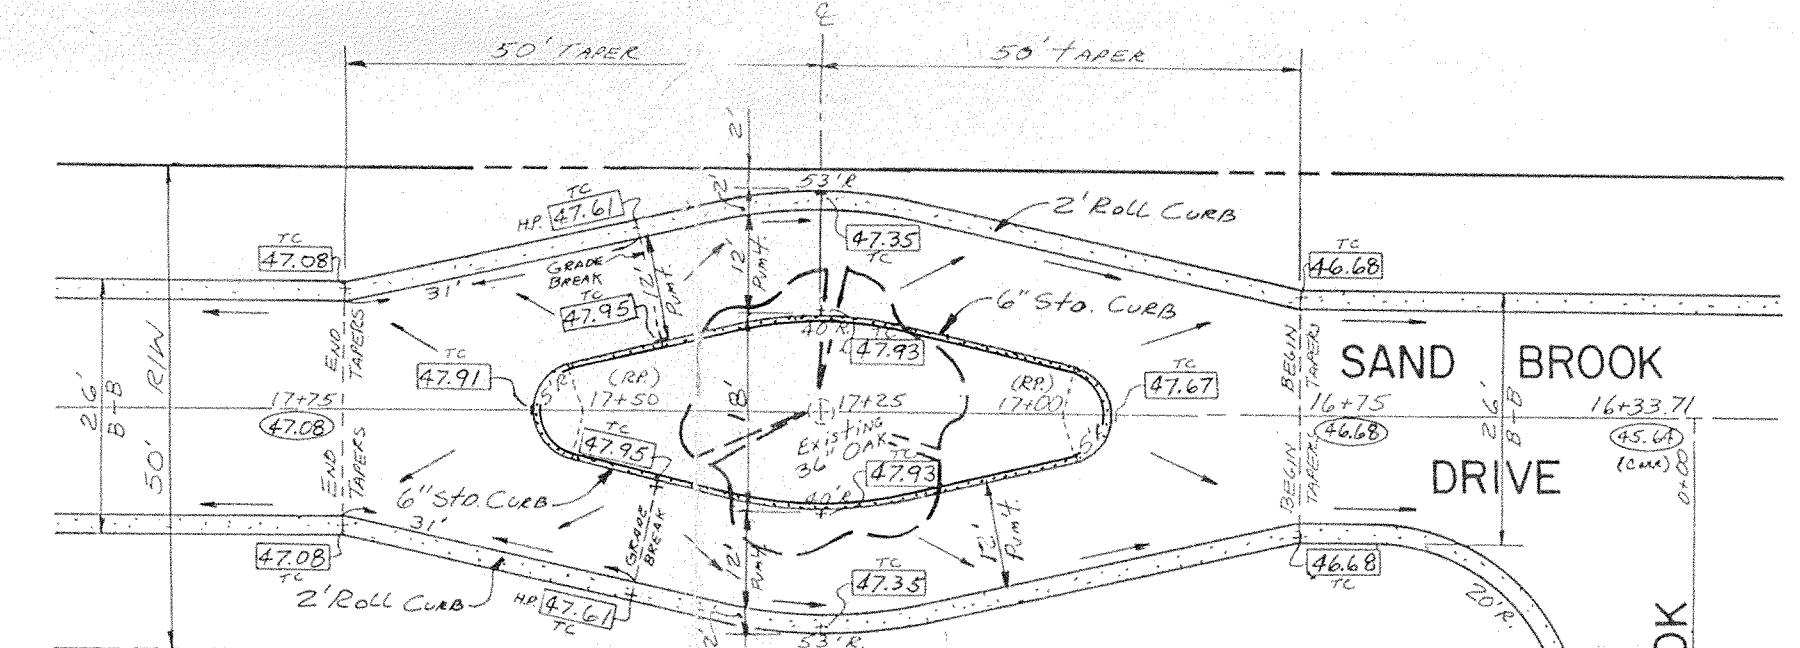 ℄
50' TAPER
50' TAPER
2'
53'R
2'
TC
H.P. 47.61
2' ROLL CURB
TC
47.08
47.35
TC
TC
46.68
GRADE
BREAK
12'
PVMT.
12'
PVMT
31'
TC
47.95
6" STD. CURB
40'R
TC
47.93
END
TAPERS
BEGIN
TAPERS
SAND BROOK
TC
47.91
5'R
(R.P.)
17+50
18'
17+25
(R.P.)
17+00
TC
47.67
17+75
47.08
16+75
46.68
16+33.71
45.64
(CURR)
0+00
26'
B-B
50' R/W
26'
B-B
EXISTING
36" OAK
TC
47.95
TC
47.93
40'R
5'R
END
TAPERS
BEGIN
TAPERS
DRIVE
6" STD. CURB
31'
GRADE
BREAK
12'
PVMT
12'
PVMT.
47.08
TC
2' ROLL CURB
H.P. 47.61
TC
TC
47.35
46.68
TC
20'R.
2'
53'R.
OK